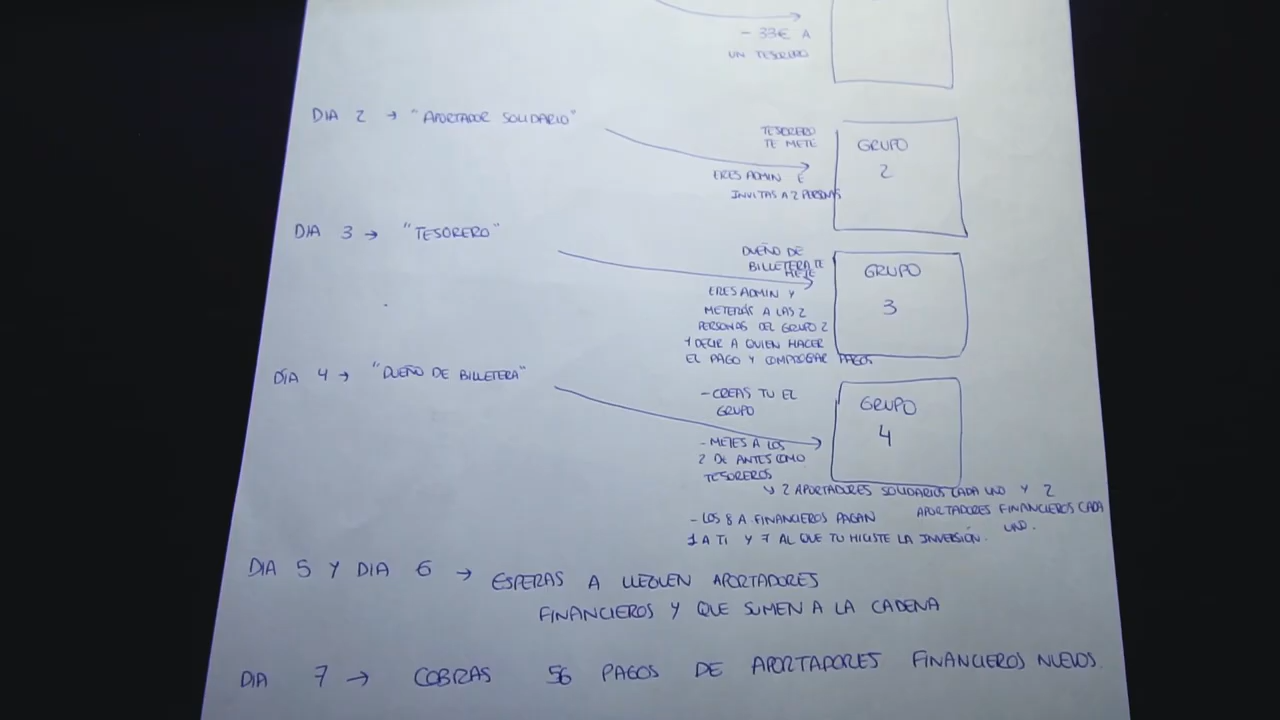 - 33€ A
UN TESORERO
DIA 2 → "APORTADOR SOLIDARIO"
TESORERO
TE METE
ERES ADMIN E
INVITAS A 2 PERSONAS
GRUPO
2
DIA 3 → "TESORERO"
DUEÑO DE
BILLETERA TE
METE
ERES ADMIN Y
METERÁS A LAS 2
PERSONAS DEL GRUPO 2
Y DECIR A QUIEN HACER
EL PAGO Y COMPROBAR PAGOS
GRUPO
3
DÍA 4 → "DUEÑO DE BILLETERA"
- CREAS TU EL
GRUPO
- METES A LOS
2 DE ANTES COMO
TESOREROS
GRUPO
4
↳ 2 APORTADORES SOLIDARIOS CADA UNO Y 2
APORTADORES FINANCIEROS CADA
UNO.
- LOS 8 A FINANCIEROS PAGAN
1 A TI Y 7 AL QUE TU HICISTE LA INVERSIÓN.
DIA 5 Y DIA 6 → ESPERAS A LLEGUEN APORTADORES
FINANCIEROS Y QUE SUMEN A LA CADENA
DIA 7 → COBRAS 56 PAGOS DE APORTADORES FINANCIEROS NUEVOS.